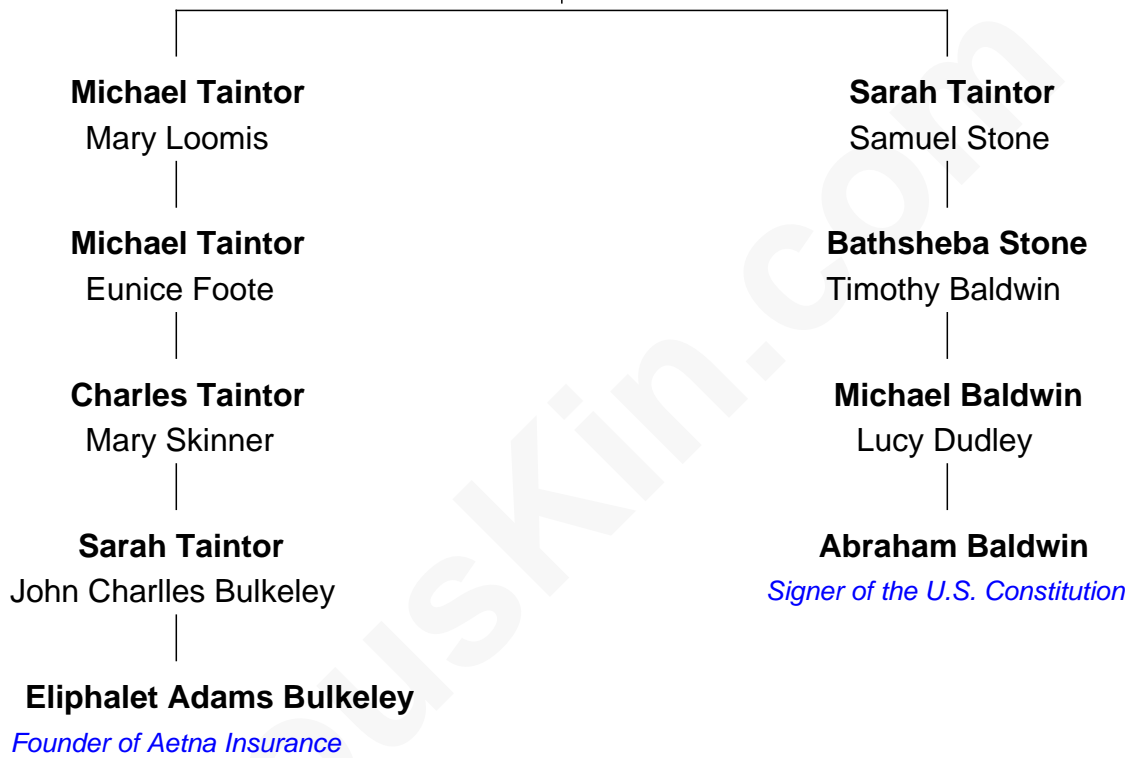 Michael Taintor
Mary Loomis
Michael Taintor
Eunice Foote
Charles Taintor
Mary Skinner
Sarah Taintor
John Charlles Bulkeley
Eliphalet Adams Bulkeley
Founder of Aetna Insurance
Sarah Taintor
Samuel Stone
Bathsheba Stone
Timothy Baldwin
Michael Baldwin
Lucy Dudley
Abraham Baldwin
Signer of the U.S. Constitution
ousKin.com